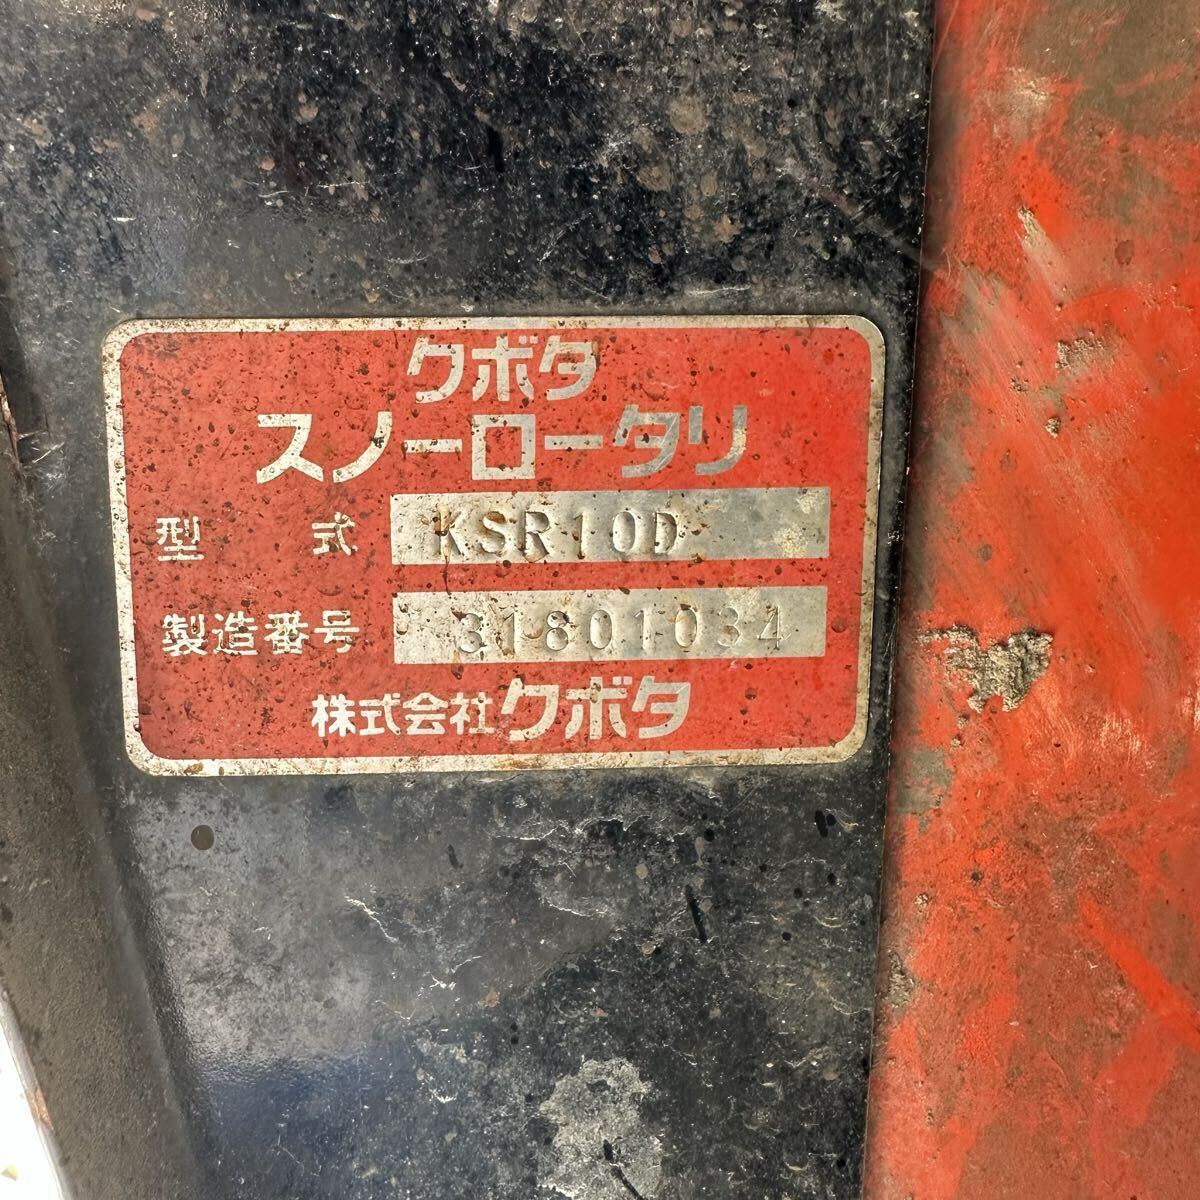 クボタ
スノーロータリ
型式 KSR10D
製造番号 31801034
株式会社クボタ